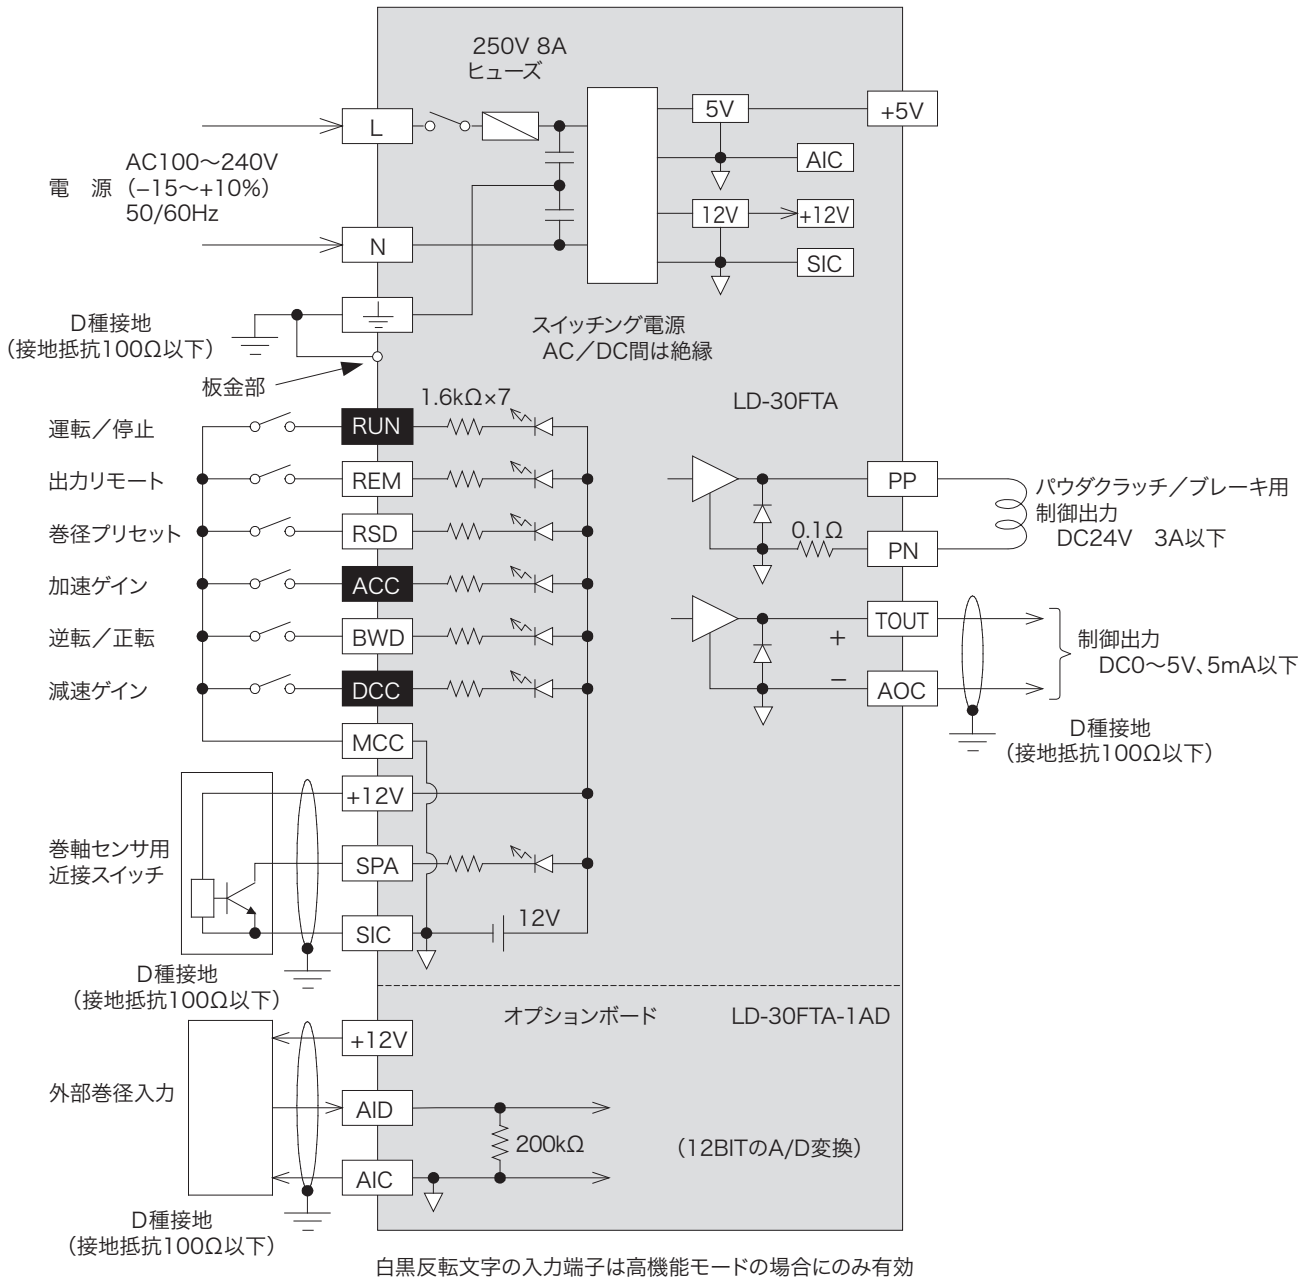 250V 8A
ヒューズ
L
5V
+5V
AIC
電　源
AC100～240V
(–15～+10%)
50/60Hz
12V
+12V
N
SIC
D種接地
(接地抵抗100Ω以下)
スイッチング電源
AC／DC間は絶縁
板金部
1.6kΩ×7
LD-30FTA
運転／停止
RUN
出力リモート
REM
巻径プリセット
RSD
加速ゲイン
ACC
逆転／正転
BWD
減速ゲイン
DCC
MCC
PP
0.1Ω
PN
パウダクラッチ／ブレーキ用
制御出力
DC24V　3A以下
TOUT
+
–
AOC
制御出力
DC0～5V、5mA以下
D種接地
(接地抵抗100Ω以下)
+12V
巻軸センサ用
近接スイッチ
SPA
SIC
12V
D種接地
(接地抵抗100Ω以下)
オプションボード
LD-30FTA-1AD
+12V
外部巻径入力
AID
200kΩ
(12BITのA/D変換)
AIC
D種接地
(接地抵抗100Ω以下)
白黒反転文字の入力端子は高機能モードの場合にのみ有効